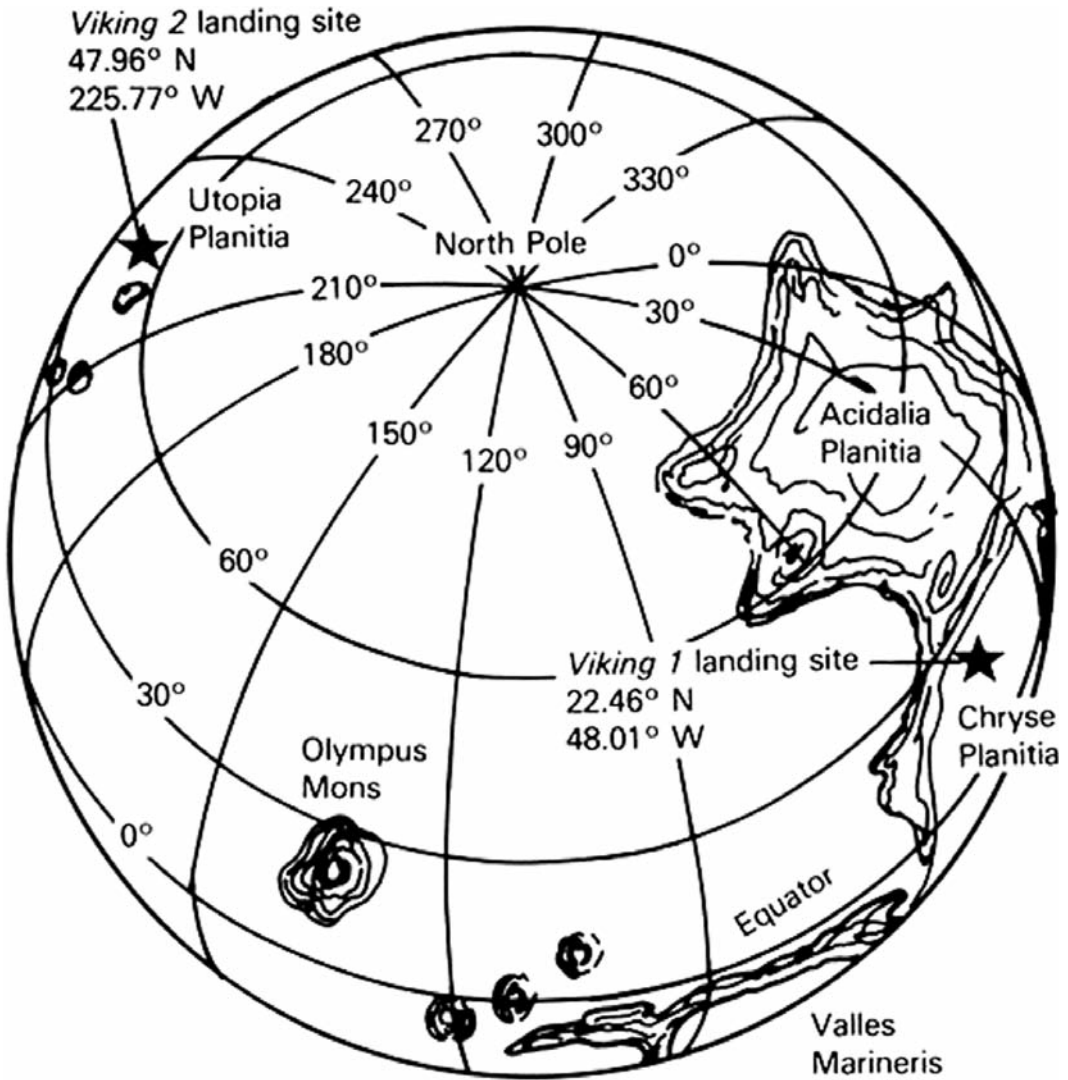 Viking 2 landing site
47.96° N
225.77° W
270°
300°
240°
330°
Utopia
Planitia
North Pole
0°
210°
30°
180°
60°
150°
120°
90°
Acidalia
Planitia
60°
Viking 1 landing site
22.46° N
48.01° W
30°
Chryse
Planitia
Olympus
Mons
0°
Equator
Valles
Marineris